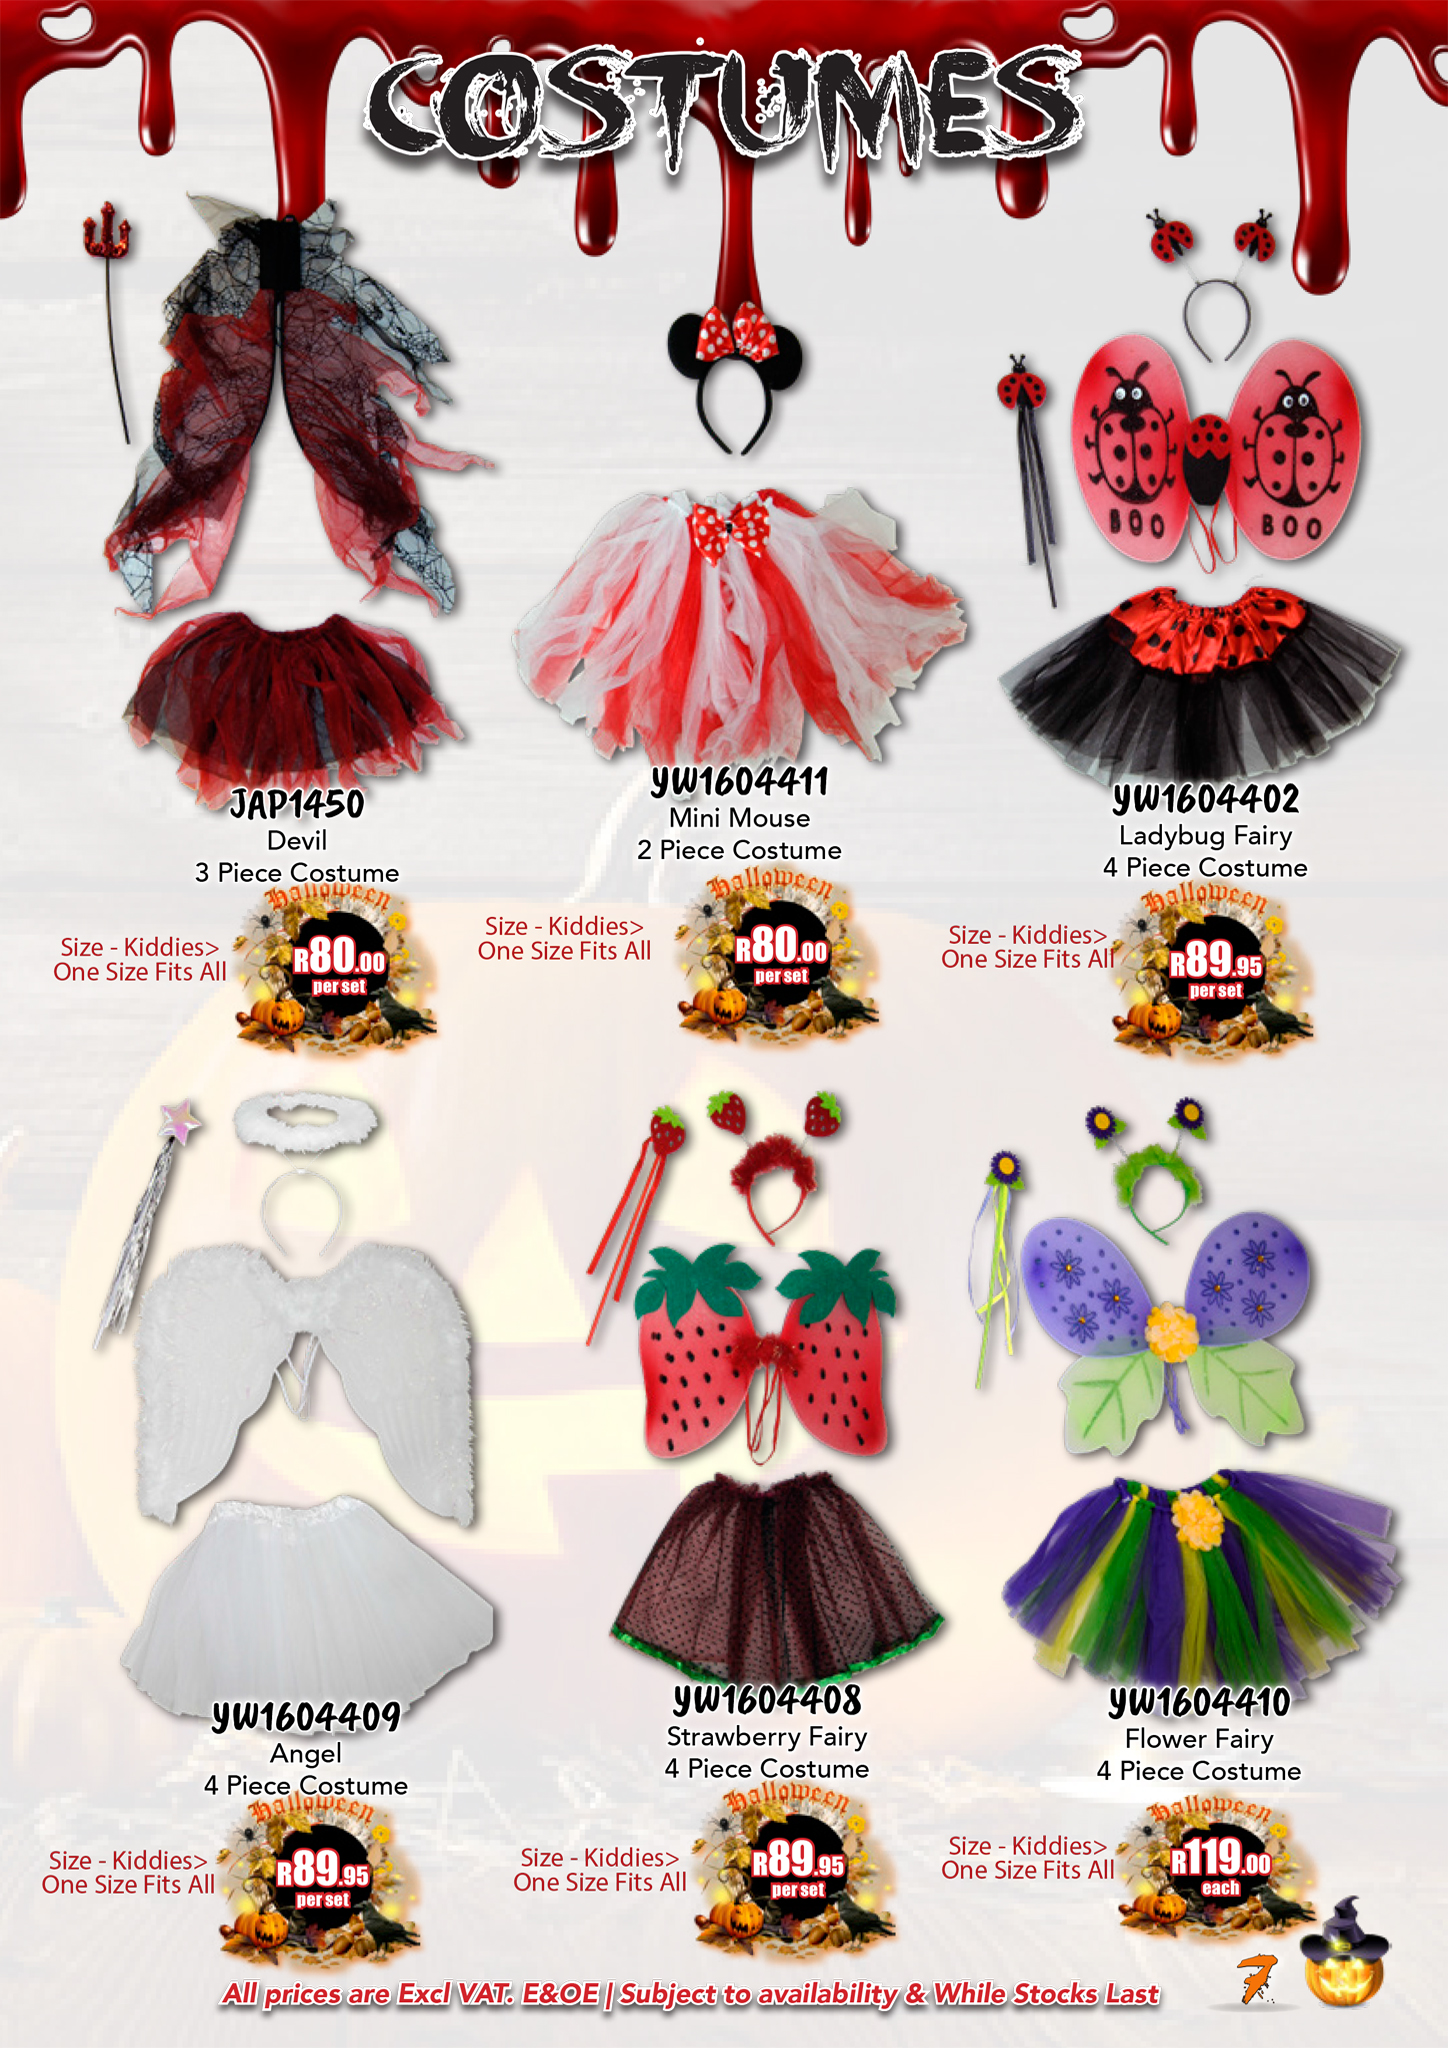 COSTUMES
BOO
BOO
JAP1450
Devil
3 Piece Costume
Size - Kiddies>
One Size Fits All
Halloween
R80.00
per set
YW1604411
Mini Mouse
2 Piece Costume
Size - Kiddies>
One Size Fits All
Halloween
R80.00
per set
YW1604402
Ladybug Fairy
4 Piece Costume
Size - Kiddies>
One Size Fits All
Halloween
R89.95
per set
YW1604409
Angel
4 Piece Costume
Size - Kiddies>
One Size Fits All
Halloween
R89.95
per set
YW1604408
Strawberry Fairy
4 Piece Costume
Size - Kiddies>
One Size Fits All
Halloween
R89.95
per set
YW1604410
Flower Fairy
4 Piece Costume
Size - Kiddies>
One Size Fits All
Halloween
R119.00
each
All prices are Excl VAT. E&OE | Subject to availability & While Stocks Last
7